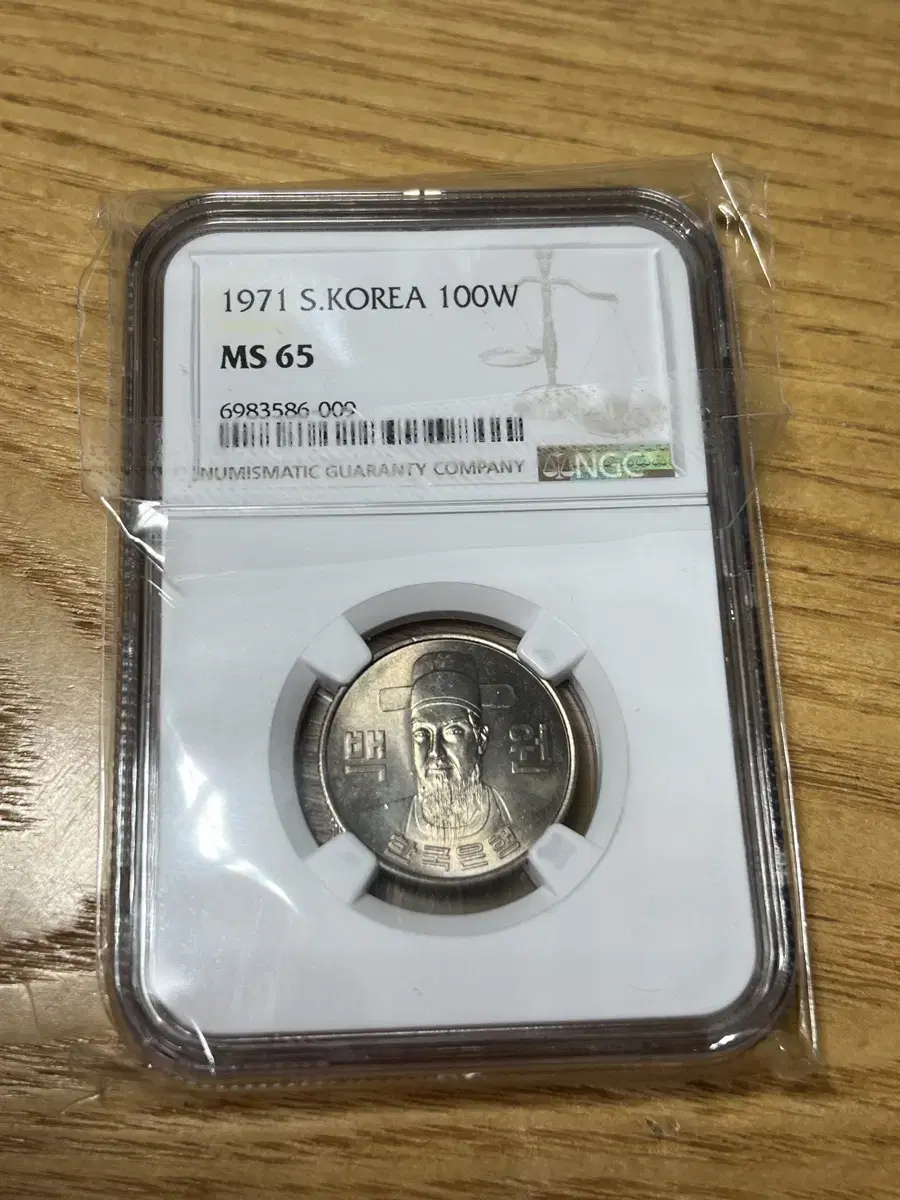 1971 S.KOREA 100W
MS 65
6983586-009
NUMISMATIC GUARANTY COMPANY NGC
백 원
한국은행